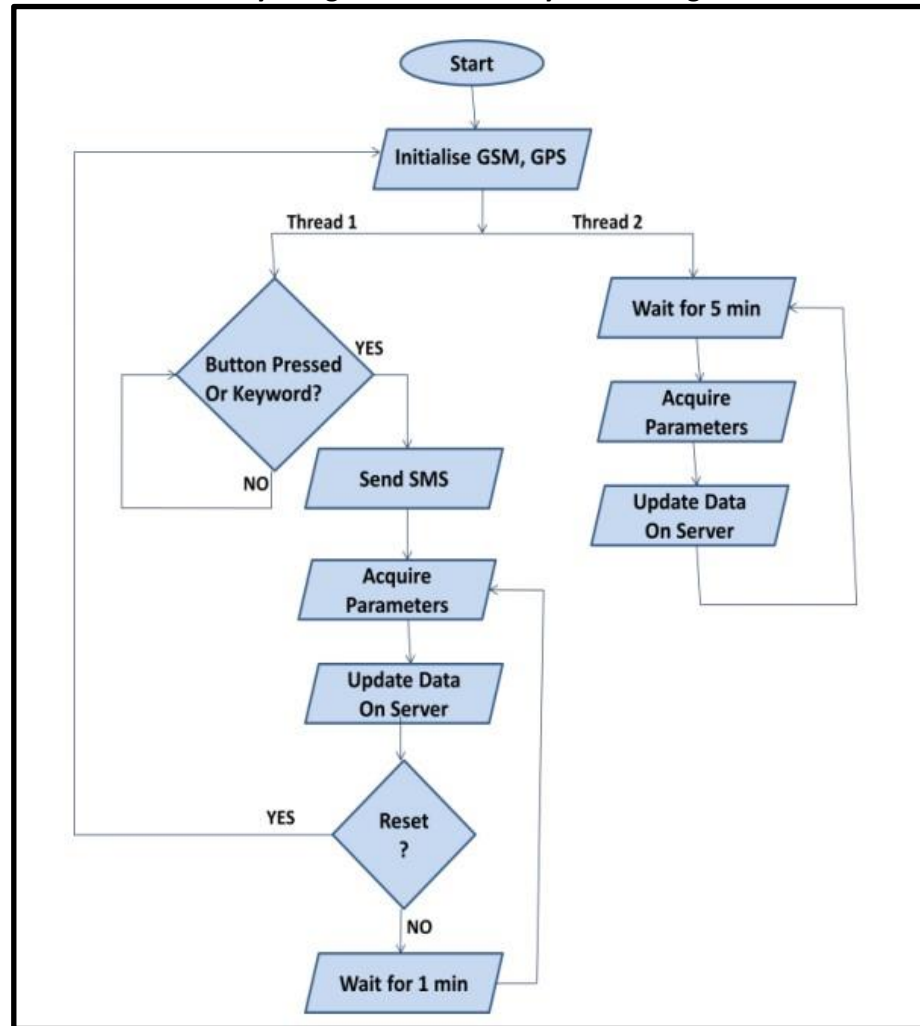 Start
Initialise GSM, GPS
Thread 1
Thread 2
Button Pressed
Or Keyword?
YES
NO
Send SMS
Acquire
Parameters
Update Data
On Server
Reset
?
YES
NO
Wait for 1 min
Wait for 5 min
Acquire
Parameters
Update Data
On Server